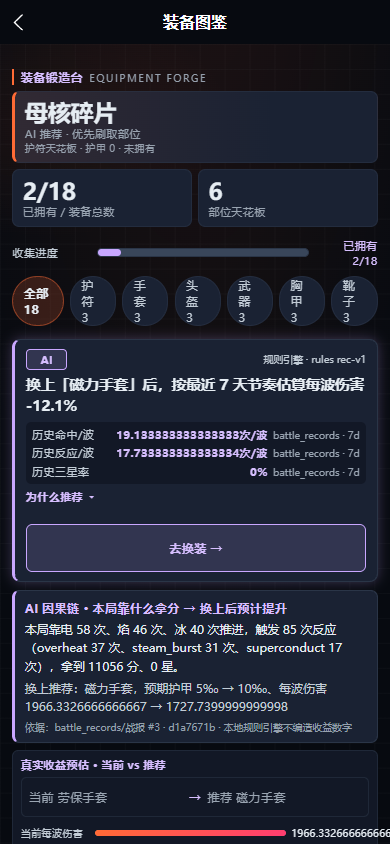 装备图鉴
装备锻造台 EQUIPMENT FORGE
母核碎片
AI 推荐 · 优先刷取部位
护符天花板 · 护甲 0 · 未拥有
2/18
已拥有 / 装备总数
6
部位天花板
收集进度
已拥有
2/18
全部
18
护符
3
手套
3
头盔
3
武器
3
胸甲
3
靴子
3
AI
规则引擎 · rules rec-v1
换上「磁力手套」后，按最近 7 天节奏估算每波伤害
-12.1%
历史命中/波 19.133333333333333次/波 battle_records · 7d
历史反应/波 17.733333333333334次/波 battle_records · 7d
历史三星率 0% battle_records · 7d
为什么推荐
去换装 →
AI 因果链 · 本局靠什么拿分 → 换上后预计提升
本局靠电 58 次、焰 46 次、冰 40 次推进，触发 85 次反应
（overheat 37 次、steam_burst 31 次、superconduct 17
次），拿到 11056 分、0 星。
换上推荐：磁力手套，预期护甲 5‰ → 10‰、每波伤害
1966.3326666666667 → 1727.7399999999998
依据：battle_records/战报 #3 · d1a7671b · 本地规则引擎不编造收益数字
真实收益预估 · 当前 vs 推荐
当前 劳保手套 → 推荐 磁力手套
当前每波伤害 1966.332666666666